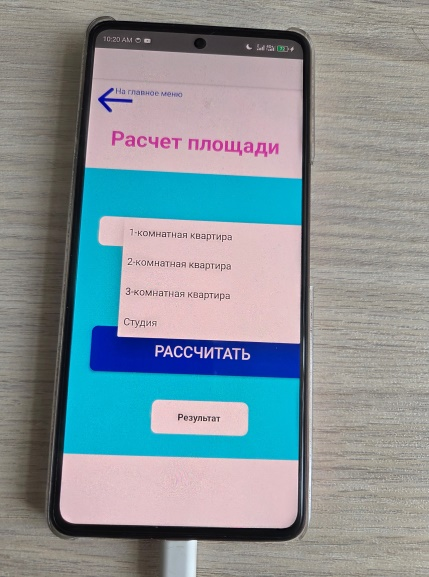 10:20 AM
На главное меню
Расчет площади
1-комнатная квартира
2-комнатная квартира
3-комнатная квартира
Студия
РАССЧИТАТЬ
Результат